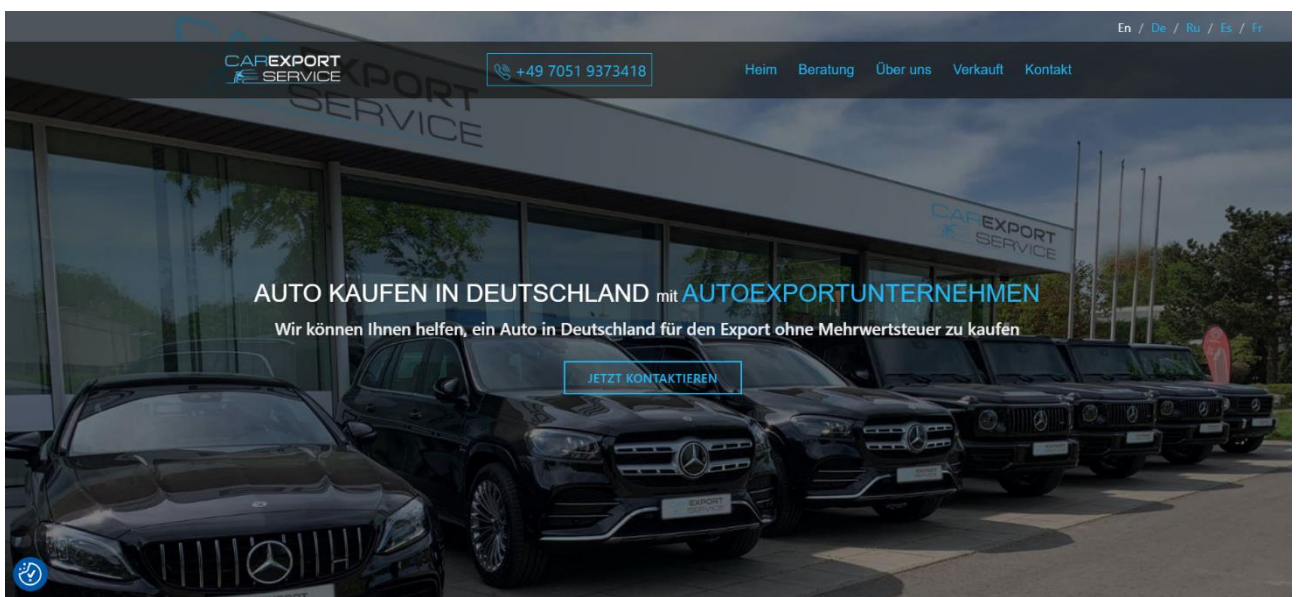 En / De / Ru / Es / Fr
CAREXPORT
SERVICE
+49 7051 9373418
Heim Beratung Über uns Verkauft Kontakt
CAREXPORT
SERVICE
CAREXPORT
SERVICE
AUTO KAUFEN IN DEUTSCHLAND mit AUTOEXPORTUNTERNEHMEN
Wir können Ihnen helfen, ein Auto in Deutschland für den Export ohne Mehrwertsteuer zu kaufen
JETZT KONTAKTIEREN
EXPORT
SERVICE